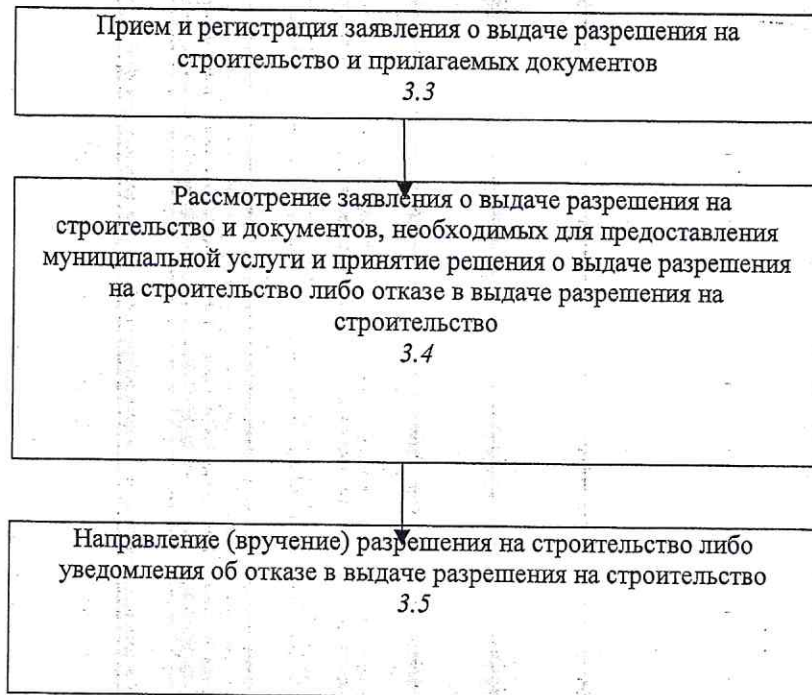 Прием и регистрация заявления о выдаче разрешения на
строительство и прилагаемых документов
3.3
Рассмотрение заявления о выдаче разрешения на
строительство и документов, необходимых для предоставления
муниципальной услуги и принятие решения о выдаче разрешения
на строительство либо отказе в выдаче разрешения на
строительство
3.4
Направление (вручение) разрешения на строительство либо
уведомления об отказе в выдаче разрешения на строительство
3.5